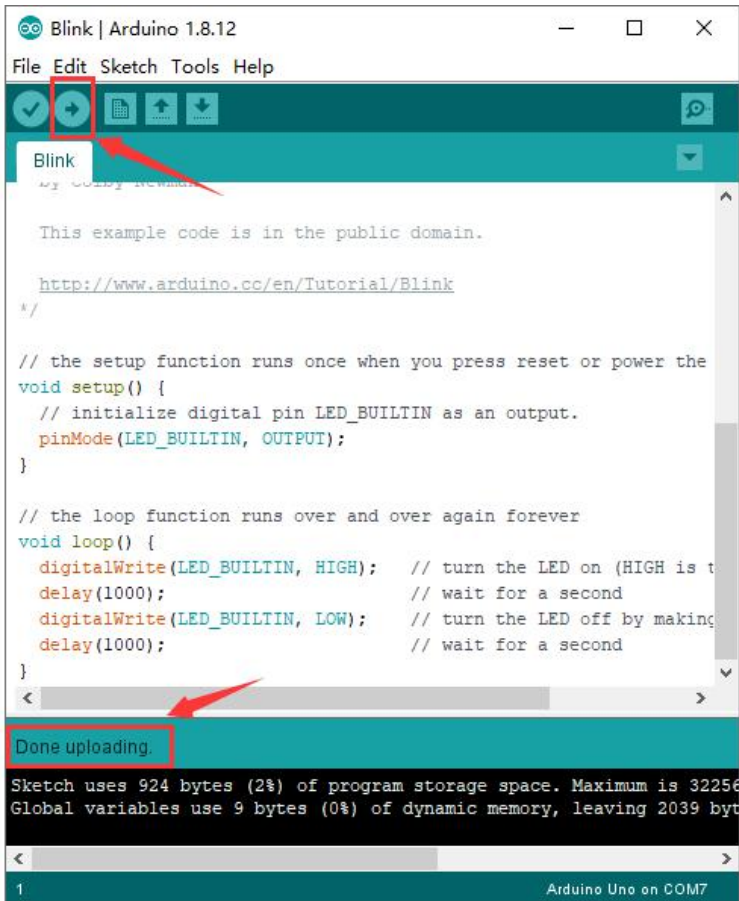 Blink | Arduino 1.8.12
File Edit Sketch Tools Help
Blink
This example code is in the public domain.
http://www.arduino.cc/en/Tutorial/Blink
*/
// the setup function runs once when you press reset or power the
void setup() {
// initialize digital pin LED_BUILTIN as an output.
pinMode(LED_BUILTIN, OUTPUT);
}
// the loop function runs over and over again forever
void loop() {
digitalWrite(LED_BUILTIN, HIGH); // turn the LED on (HIGH is t
delay(1000); // wait for a second
digitalWrite(LED_BUILTIN, LOW); // turn the LED off by making
delay(1000); // wait for a second
}
Done uploading.
Sketch uses 924 bytes (2%) of program storage space. Maximum is 32256
Global variables use 9 bytes (0%) of dynamic memory, leaving 2039 byt
1 Arduino Uno on COM7